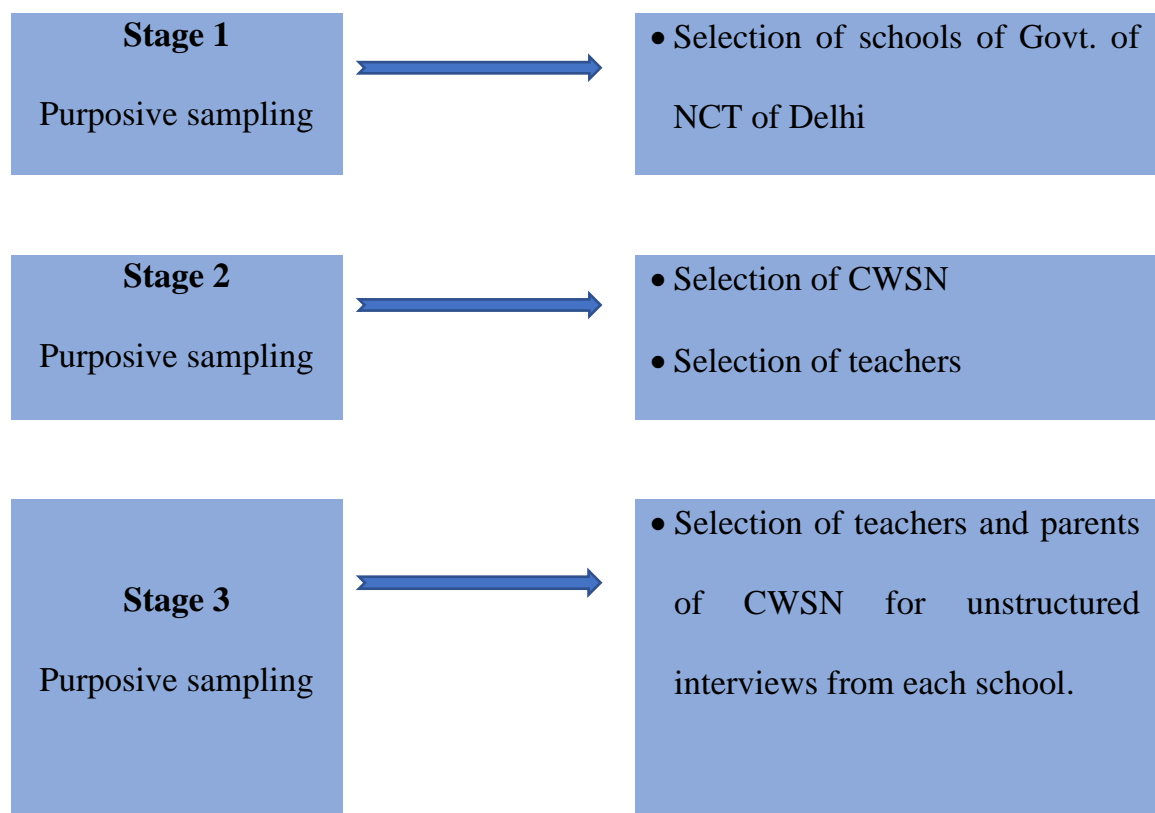 Stage 1
Purposive sampling
• Selection of schools of Govt. of
NCT of Delhi
Stage 2
Purposive sampling
• Selection of CWSN
• Selection of teachers
Stage 3
Purposive sampling
• Selection of teachers and parents
of CWSN for unstructured
interviews from each school.